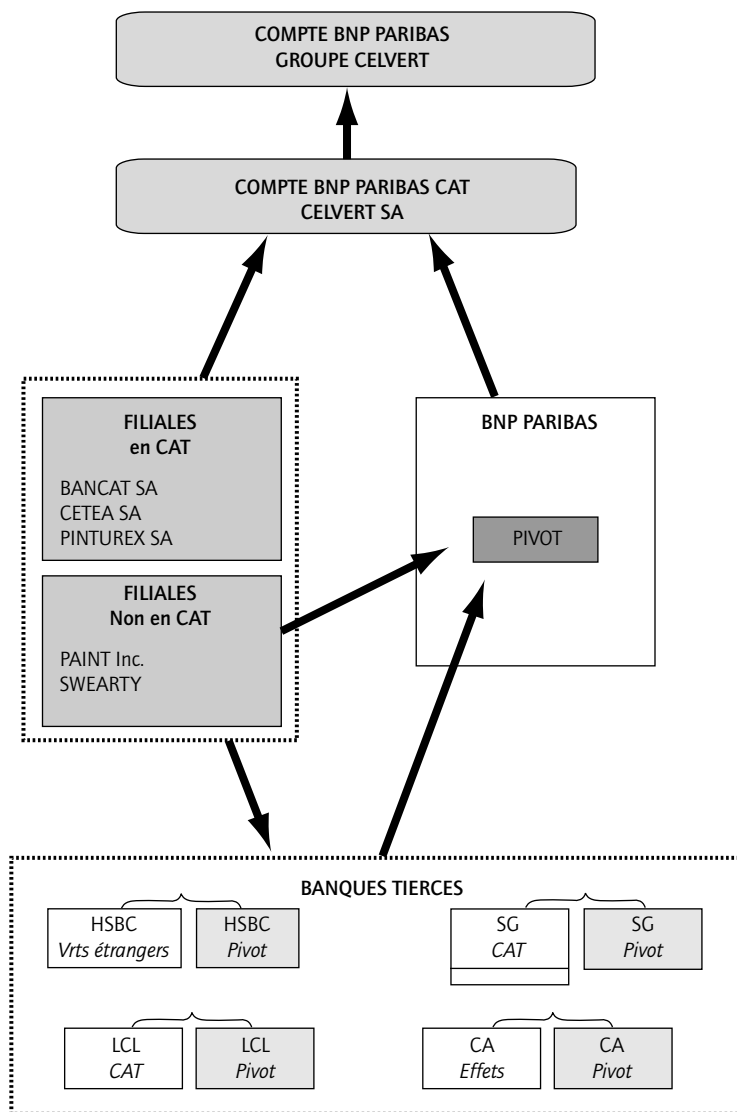 COMPTE BNP PARIBAS
GROUPE CELVERT
COMPTE BNP PARIBAS CAT
CELVERT SA
FILIALES
en CAT
BANCAT SA
CETEA SA
PINTUREX SA
FILIALES
Non en CAT
PAINT Inc.
SWEARTY
BNP PARIBAS
PIVOT
BANQUES TIERCES
HSBC
Vrts étrangers
HSBC
Pivot
SG
CAT
SG
Pivot
LCL
CAT
LCL
Pivot
CA
Effets
CA
Pivot